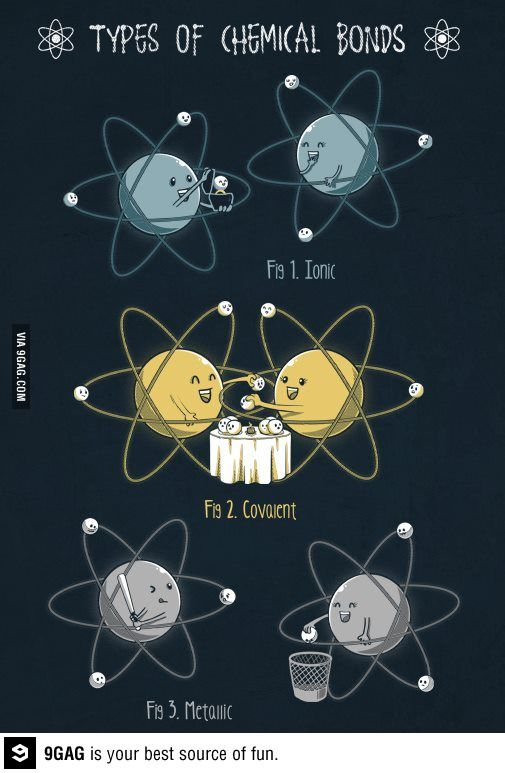 TYPES OF CHEMICAL BONDS
Fig 1. Ionic
VIA 9GAG.COM
Fig 2. Covalent
Fig 3. Metallic
9GAG is your best source of fun.